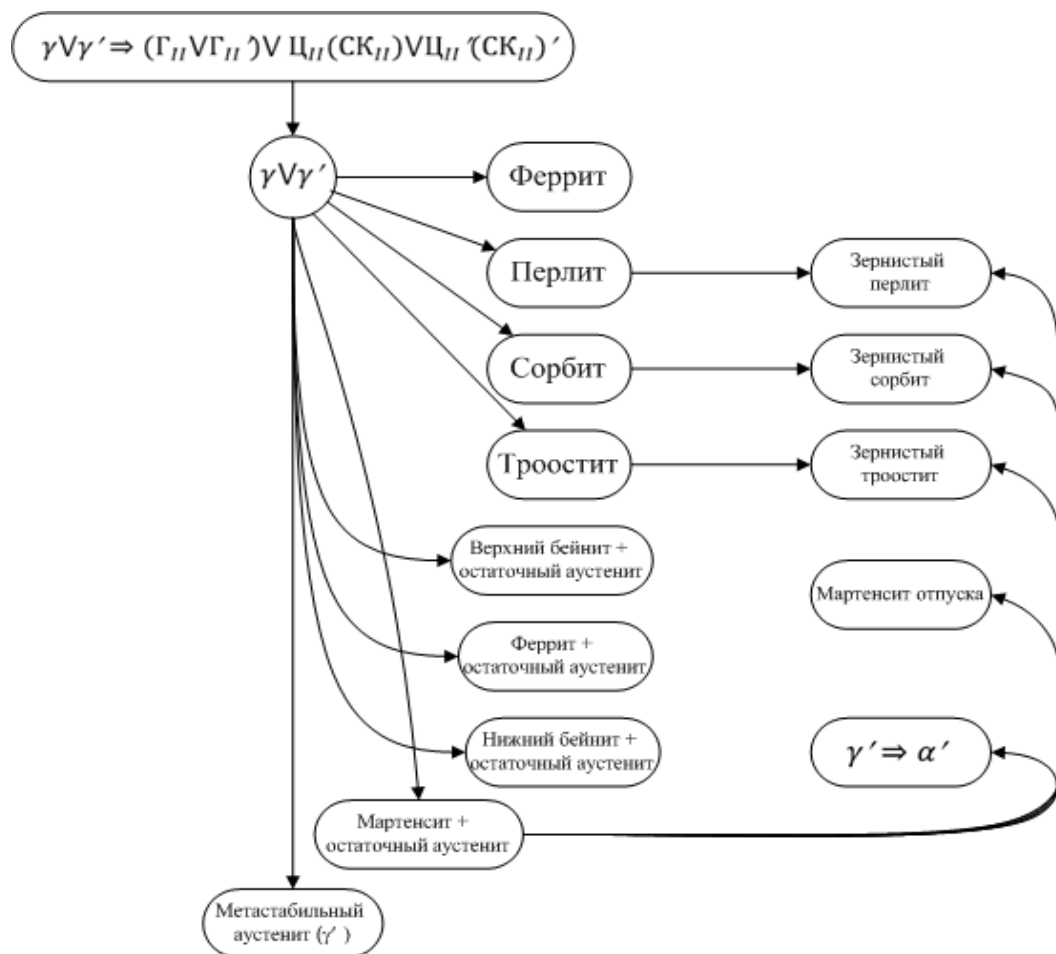 γVγ′⇒ (Г_II VГ_II ′)V Ц_II(СК_II)VЦ_II ′(СК_II)′
γVγ′
Феррит
Перлит
Зернистый
перлит
Сорбит
Зернистый
сорбит
Троостит
Зернистый
троостит
Верхний бейнит +
остаточный аустенит
Мартенсит отпуска
Феррит +
остаточный аустенит
Нижний бейнит +
остаточный аустенит
γ′⇒ α′
Мартенсит +
остаточный аустенит
Метастабильный
аустенит (γ′ )